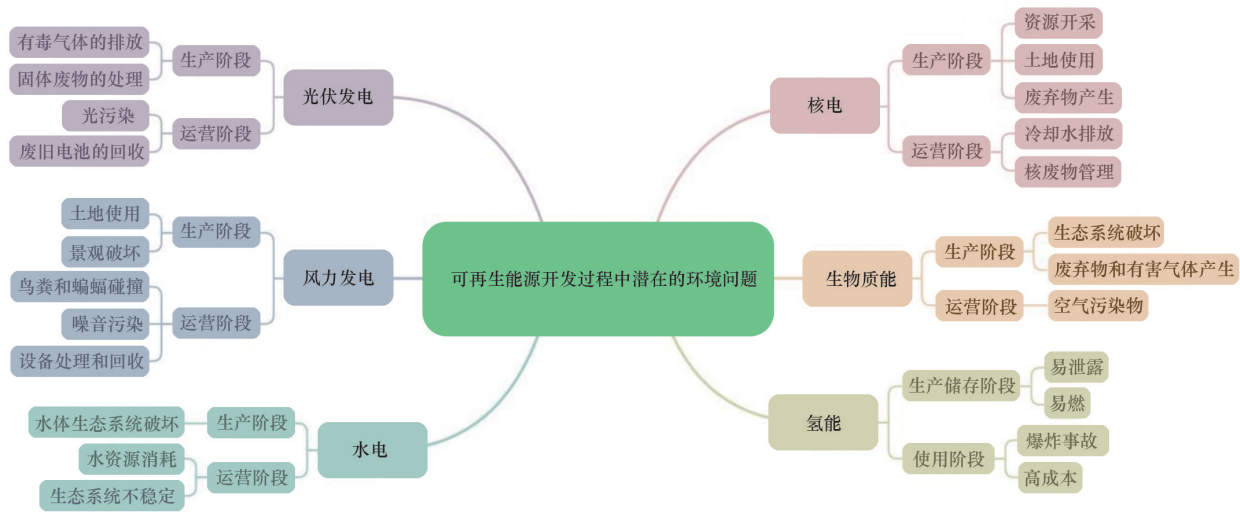 可再生能源开发过程中潜在的环境问题
光伏发电
生产阶段
有毒气体的排放
固体废物的处理
运营阶段
光污染
废旧电池的回收
风力发电
生产阶段
土地使用
景观破坏
运营阶段
鸟粪和蝙蝠碰撞
噪音污染
设备处理和回收
水电
生产阶段
水体生态系统破坏
运营阶段
水资源消耗
生态系统不稳定
核电
生产阶段
资源开采
土地使用
废弃物产生
运营阶段
冷却水排放
核废物管理
生物质能
生产阶段
生态系统破坏
废弃物和有害气体产生
运营阶段
空气污染物
氢能
生产储存阶段
易泄露
易燃
使用阶段
爆炸事故
高成本